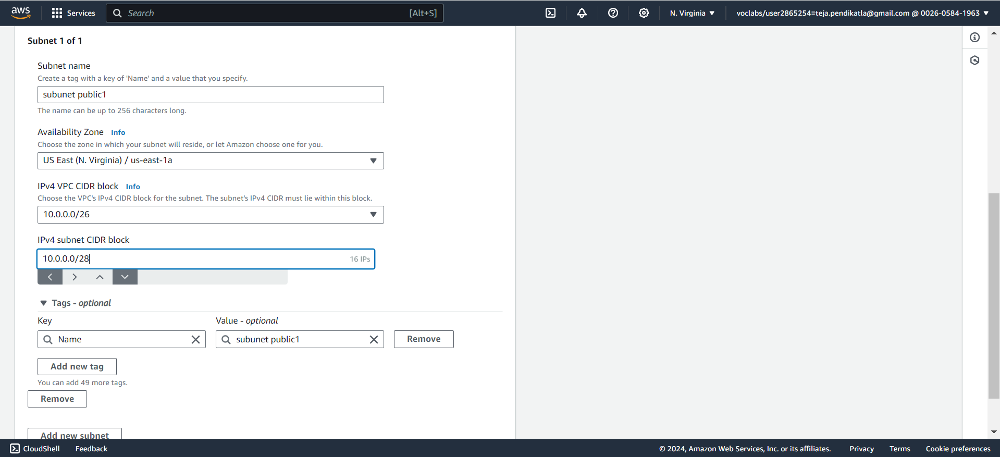 aws Services Search [Alt+S] N. Virginia voclabs/user2865254=teja.pendikatla@gmail.com @ 0026-0584-1963
Subnet 1 of 1
Subnet name
Create a tag with a key of 'Name' and a value that you specify.
subunet public1
The name can be up to 256 characters long.
Availability Zone Info
Choose the zone in which your subnet will reside, or let Amazon choose one for you.
US East (N. Virginia) / us-east-1a
IPv4 VPC CIDR block Info
Choose the VPC's IPv4 CIDR block for the subnet. The subnet's IPv4 CIDR must lie within this block.
10.0.0.0/26
IPv4 subnet CIDR block
10.0.0.0/28 16 IPs
Tags - optional
Key Value - optional
Name subunet public1 Remove
Add new tag
You can add 49 more tags.
Remove
Add new subnet
CloudShell Feedback © 2024, Amazon Web Services, Inc. or its affiliates. Privacy Terms Cookie preferences